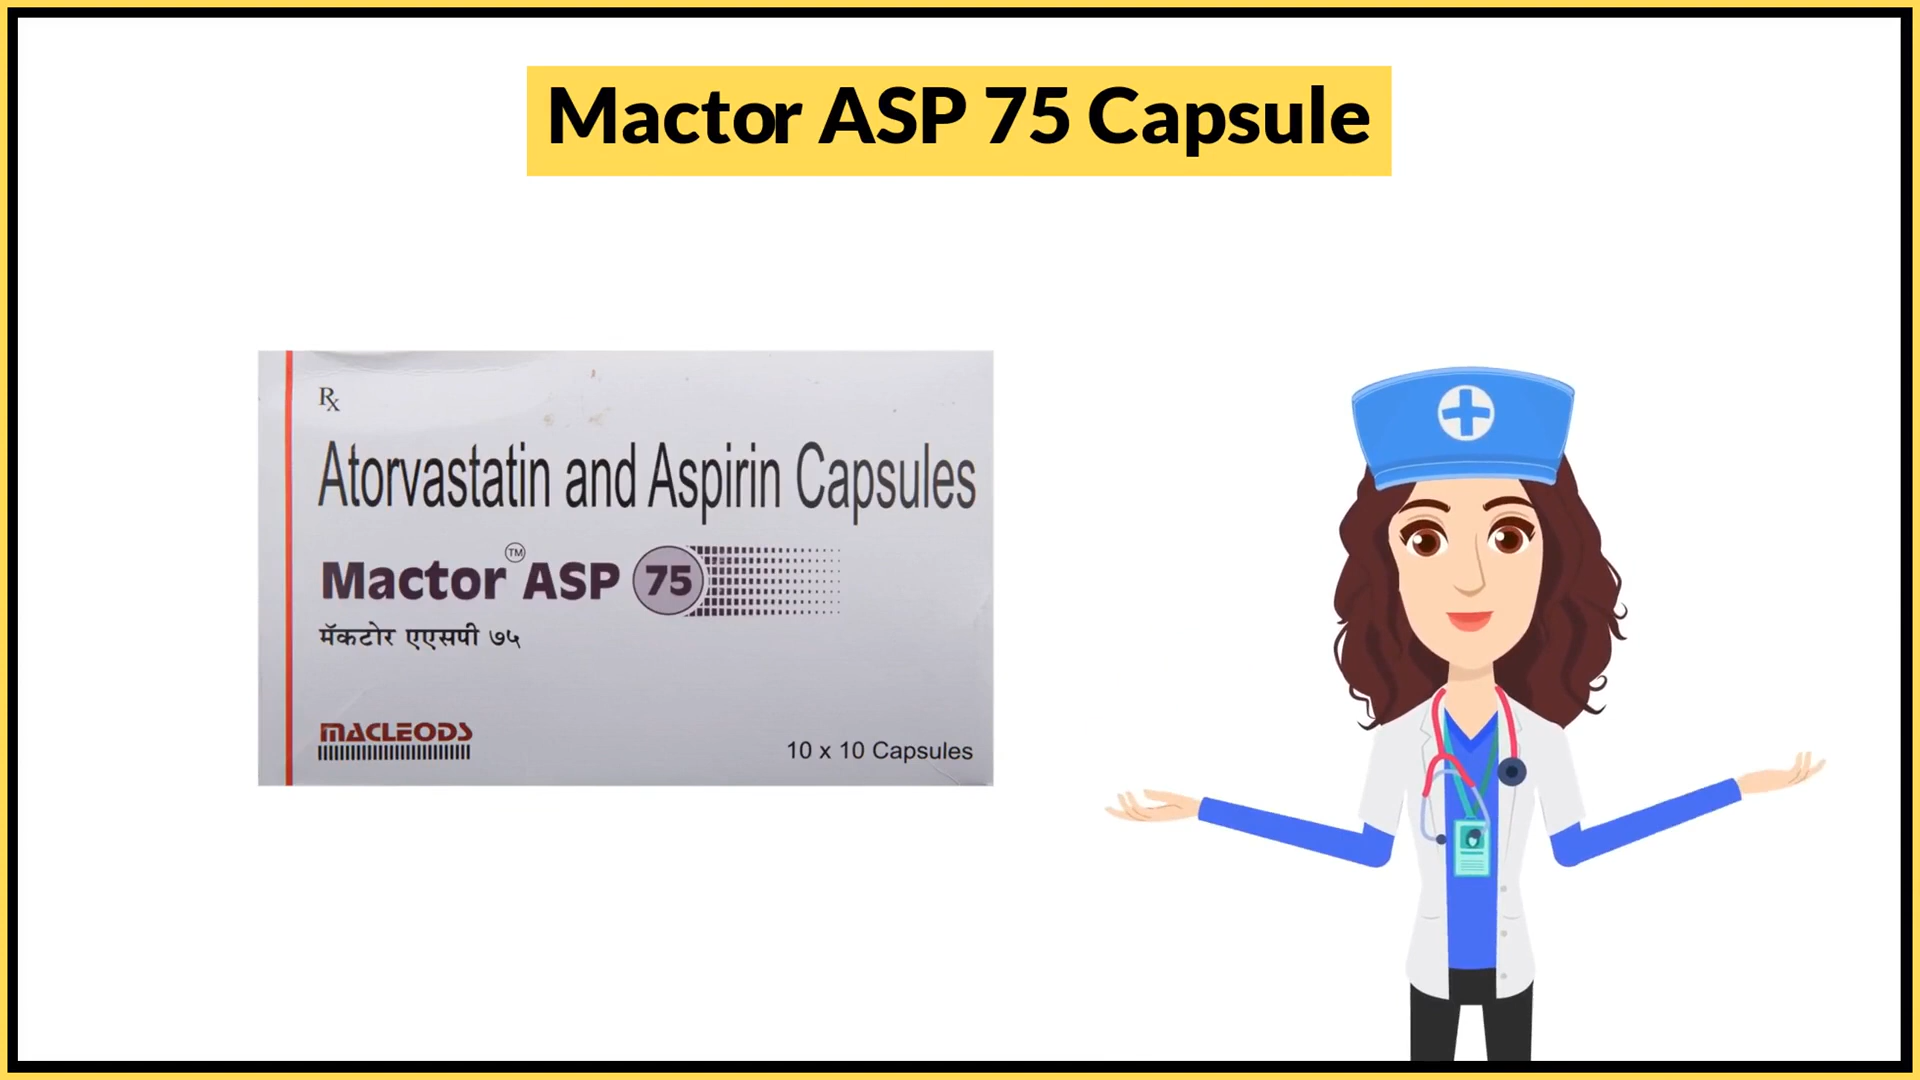 Mactor ASP 75 Capsule
Rx
Atorvastatin and Aspirin Capsules
Mactor™ ASP 75
मॅकटोर एएसपी ७५
MACLEODS
10 x 10 Capsules